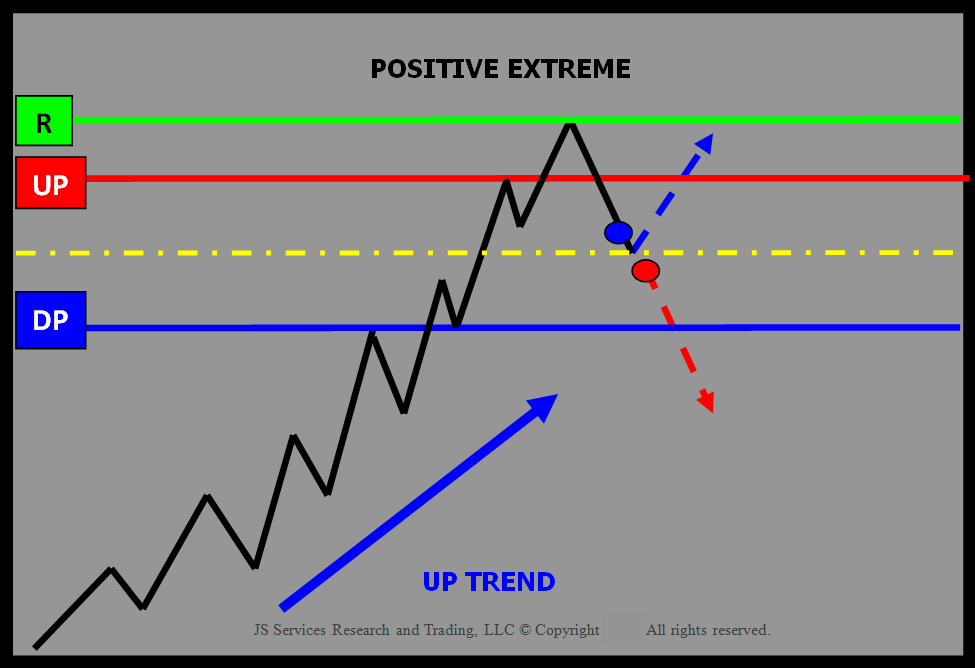 POSITIVE EXTREME
R
UP
DP
UP TREND
JS Services Research and Trading, LLC © Copyright All rights reserved.